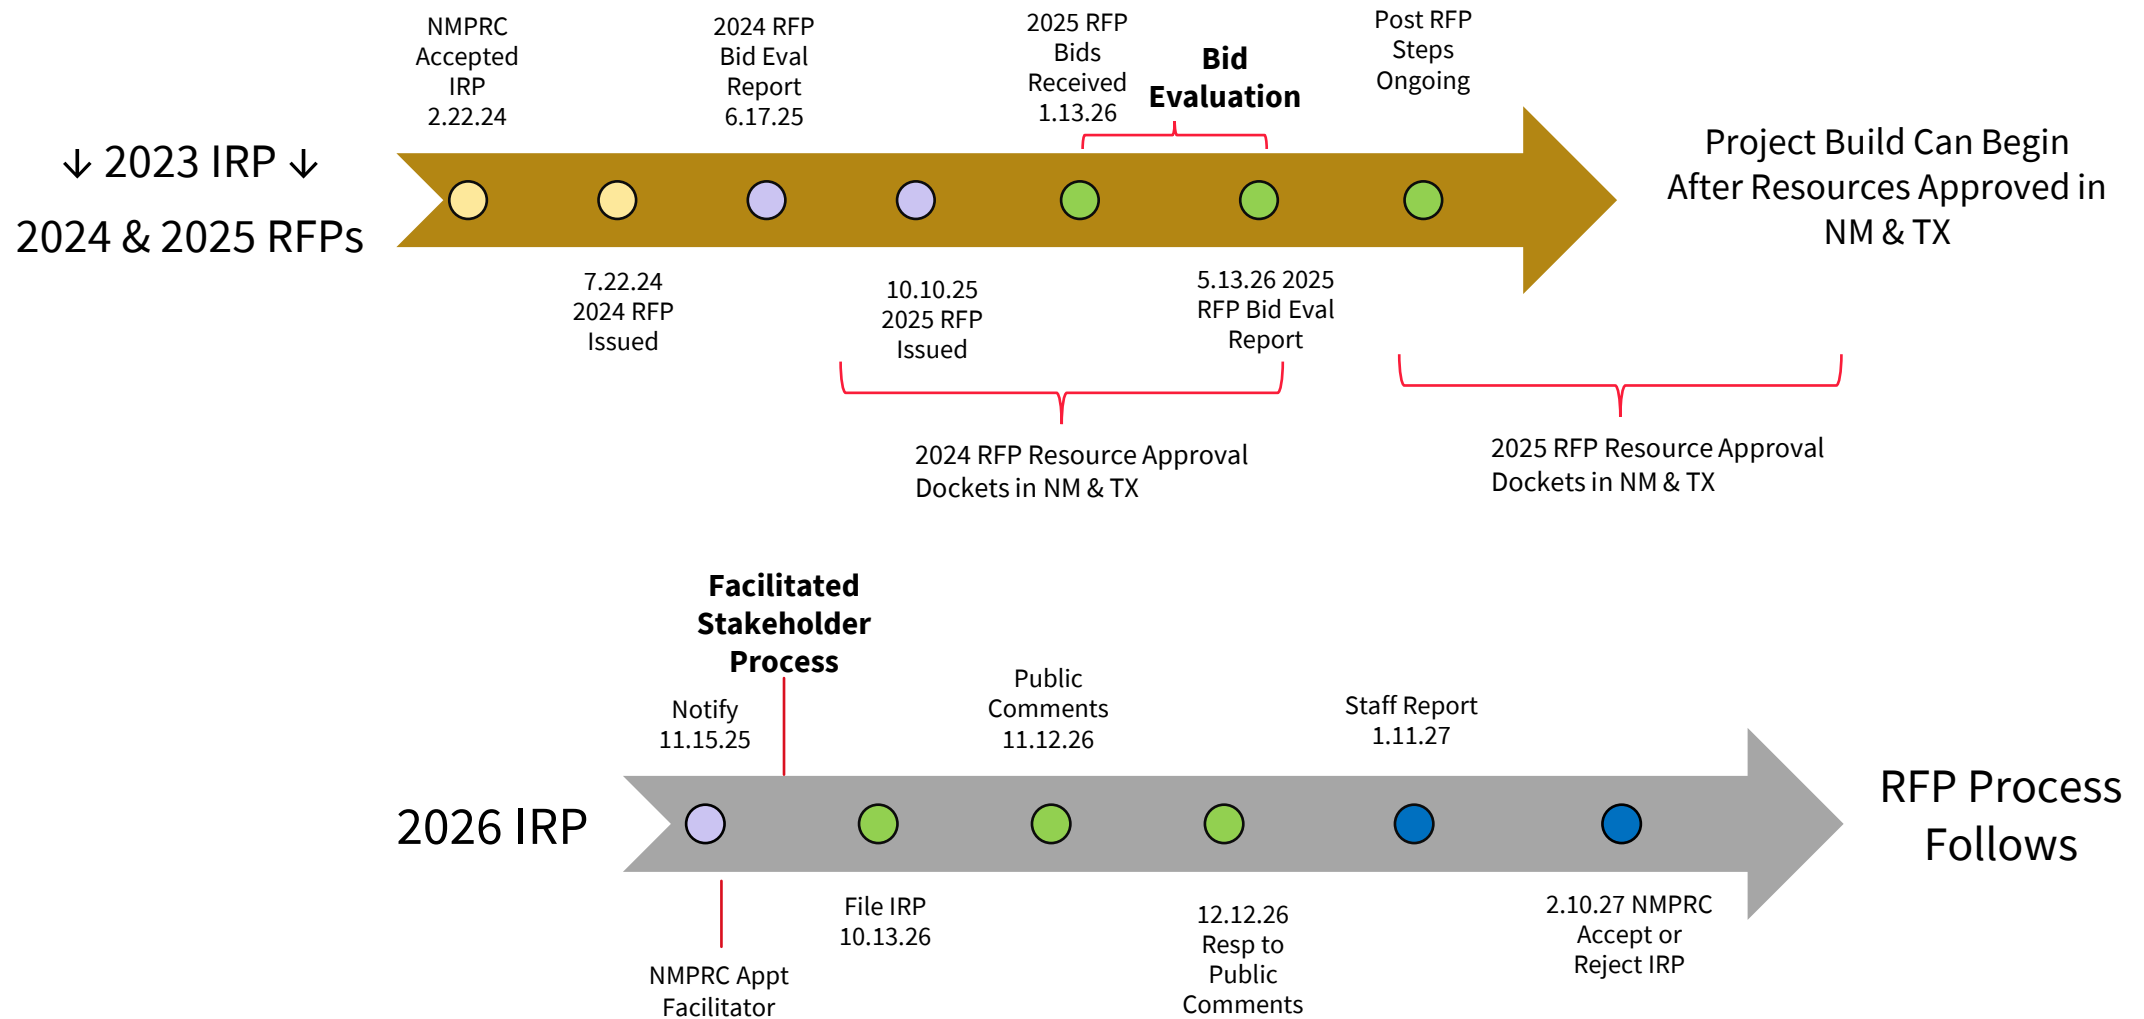 NMPRC
Accepted
IRP
2.22.24
2024 RFP
Bid Eval
Report
6.17.25
2025 RFP
Bids
Received
1.13.26
Bid
Evaluation
Post RFP
Steps
Ongoing
↓ 2023 IRP ↓
2024 & 2025 RFPs
Project Build Can Begin
After Resources Approved in
NM & TX
7.22.24
2024 RFP
Issued
10.10.25
2025 RFP
Issued
5.13.26 2025
RFP Bid Eval
Report
2024 RFP Resource Approval
Dockets in NM & TX
2025 RFP Resource Approval
Dockets in NM & TX
Facilitated
Stakeholder
Process
Notify
11.15.25
Public
Comments
11.12.26
Staff Report
1.11.27
2026 IRP
RFP Process
Follows
NMPRC Appt
Facilitator
File IRP
10.13.26
12.12.26
Resp to
Public
Comments
2.10.27 NMPRC
Accept or
Reject IRP